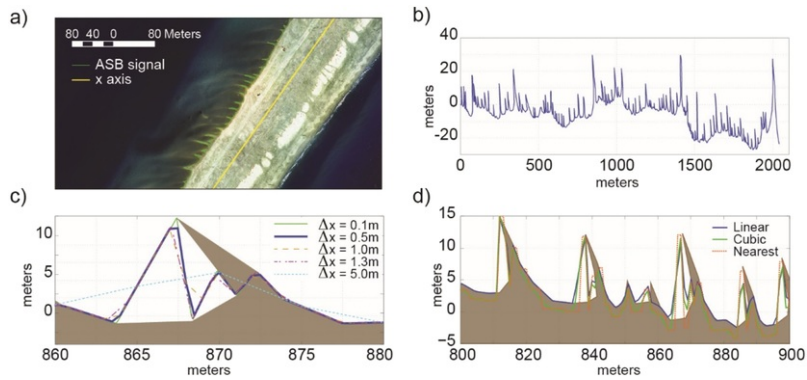 a)
80 40 0 80 Meters
ASB signal
x axis
b)
40
20
0
-20
meters
0 500 1000 1500 2000
meters
c)
10
5
0
meters
Δx = 0.1m
Δx = 0.5m
Δx = 1.0m
Δx = 1.3m
Δx = 5.0m
860 865 870 875 880
meters
d)
15
10
5
0
-5
meters
Linear
Cubic
Nearest
800 820 840 860 880 900
meters